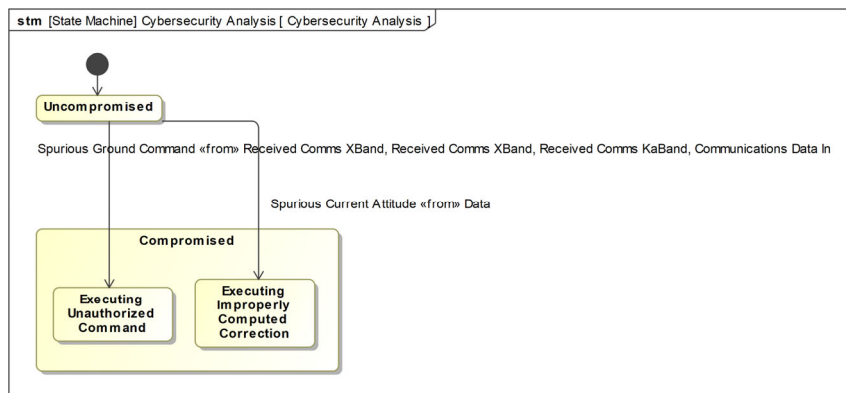 stm [State Machine] Cybersecurity Analysis [ Cybersecurity Analysis ]
Uncompromised
Spurious Ground Command «from» Received Comms XBand, Received Comms XBand, Received Comms KaBand, Communications Data In
Spurious Current Attitude «from» Data
Compromised
Executing
Unauthorized
Command
Executing
Improperly
Computed
Correction